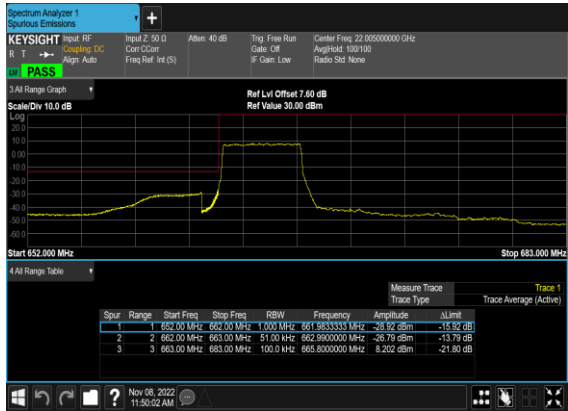 Spectrum Analyzer 1
Spurious Emissions
KEYSIGHT Input: RF
R T Coupling: DC
Align: Auto
LV PASS
Input Z: 50 Ω
Corr CCorr
Freq Ref: Int (S)
Atten: 40 dB
Trig: Free Run
Gate: Off
IF Gain: Low
Center Freq: 22.005000000 GHz
Avg|Hold: 100/100
Radio Std: None
3 All Range Graph
Scale/Div 10.0 dB
Ref Lvl Offset 7.60 dB
Ref Value 30.00 dBm
Log
20.0
10.0
0.00
-10.0
-20.0
-30.0
-40.0
-50.0
-60.0
Start 652.000 MHz Stop 683.000 MHz
4 All Range Table
Measure Trace Trace 1
Trace Type Trace Average (Active)
Spur Range Start Freq Stop Freq RBW Frequency Amplitude ΔLimit
1 1 652.00 MHz 662.00 MHz 1.000 MHz 661.9833333 MHz -28.92 dBm -15.92 dB
2 2 662.00 MHz 663.00 MHz 51.00 kHz 662.9900000 MHz -26.79 dBm -13.79 dB
3 3 663.00 MHz 683.00 MHz 100.0 kHz 665.8000000 MHz 8.202 dBm -21.80 dB
Nov 08, 2022
11:50:02 AM